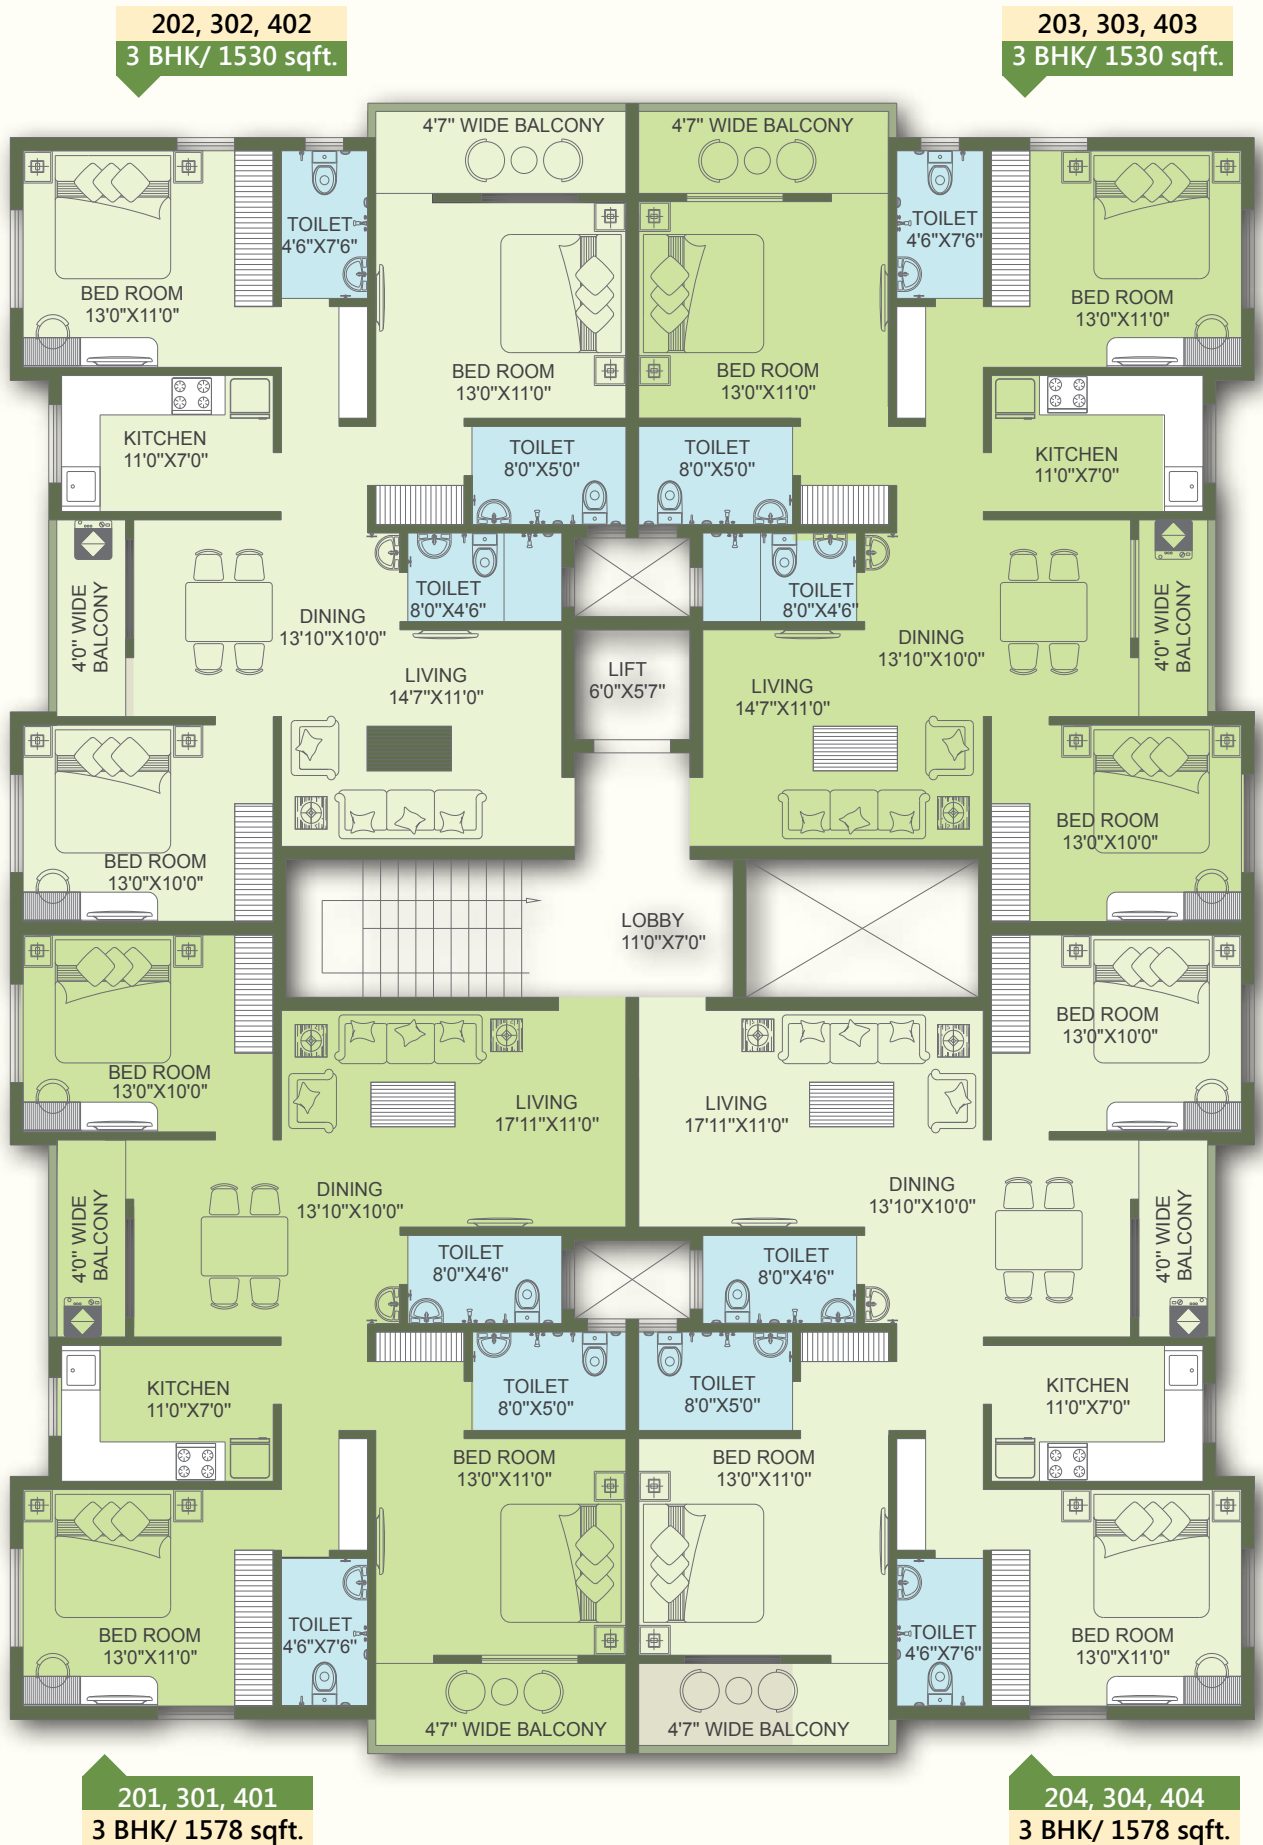 202, 302, 402
3 BHK/ 1530 sqft.
203, 303, 403
3 BHK/ 1530 sqft.
4'7" WIDE BALCONY
4'7" WIDE BALCONY
TOILET
4'6"X7'6"
TOILET
4'6"X7'6"
BED ROOM
13'0"X11'0"
BED ROOM
13'0"X11'0"
BED ROOM
13'0"X11'0"
BED ROOM
13'0"X11'0"
KITCHEN
11'0"X7'0"
TOILET
8'0"X5'0"
TOILET
8'0"X5'0"
KITCHEN
11'0"X7'0"
4'0" WIDE
BALCONY
TOILET
8'0"X4'6"
TOILET
8'0"X4'6"
4'0" WIDE
BALCONY
DINING
13'10"X10'0"
DINING
13'10"X10'0"
LIVING
14'7"X11'0"
LIFT
6'0"X5'7"
LIVING
14'7"X11'0"
BED ROOM
13'0"X10'0"
BED ROOM
13'0"X10'0"
LOBBY
11'0"X7'0"
BED ROOM
13'0"X10'0"
BED ROOM
13'0"X10'0"
LIVING
17'11"X11'0"
LIVING
17'11"X11'0"
DINING
13'10"X10'0"
DINING
13'10"X10'0"
4'0" WIDE
BALCONY
4'0" WIDE
BALCONY
TOILET
8'0"X4'6"
TOILET
8'0"X4'6"
KITCHEN
11'0"X7'0"
TOILET
8'0"X5'0"
TOILET
8'0"X5'0"
KITCHEN
11'0"X7'0"
BED ROOM
13'0"X11'0"
BED ROOM
13'0"X11'0"
BED ROOM
13'0"X11'0"
TOILET
4'6"X7'6"
TOILET
4'6"X7'6"
BED ROOM
13'0"X11'0"
4'7" WIDE BALCONY
4'7" WIDE BALCONY
201, 301, 401
3 BHK/ 1578 sqft.
204, 304, 404
3 BHK/ 1578 sqft.